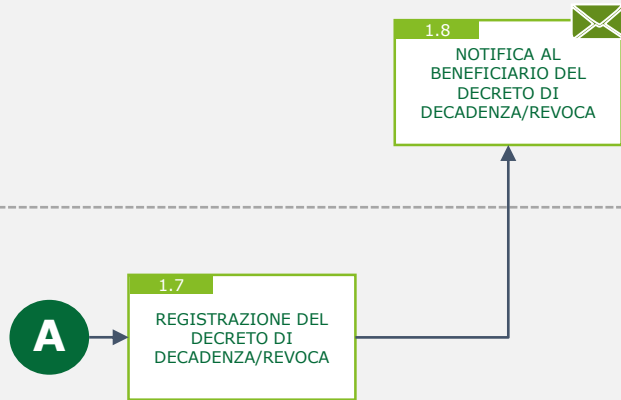 1.8
NOTIFICA AL
BENEFICIARIO DEL
DECRETO DI
DECADENZA/REVOCA
1.7
A
REGISTRAZIONE DEL
DECRETO DI
DECADENZA/REVOCA